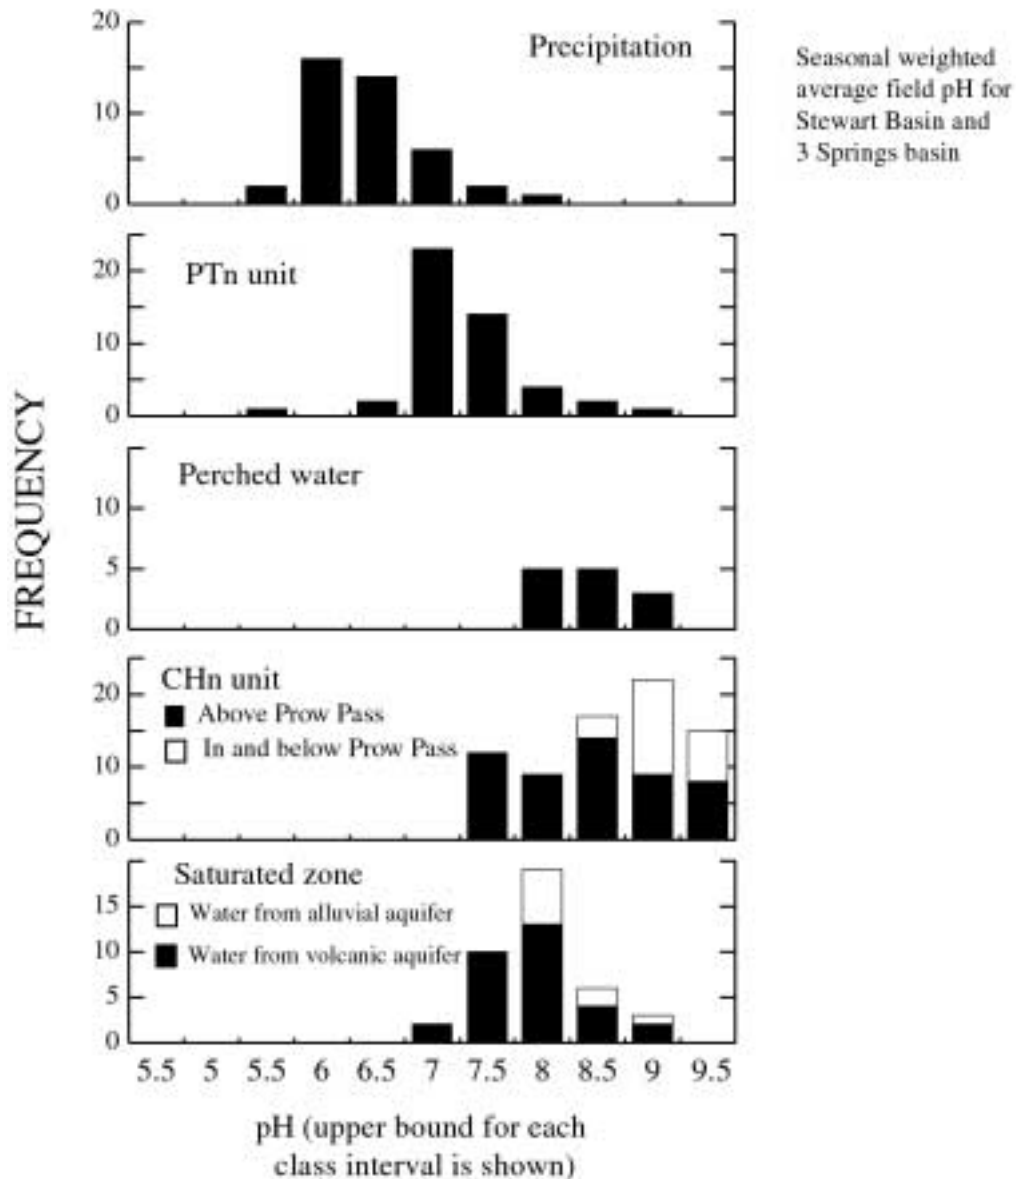 20
10
0
Precipitation
Seasonal weighted
average field pH for
Stewart Basin and
3 Springs basin
20
10
0
PTn unit
FREQUENCY
10
5
0
Perched water
20
10
0
CHn unit
Above Prow Pass
In and below Prow Pass
15
10
5
0
Saturated zone
Water from alluvial aquifer
Water from volcanic aquifer
5.5 5 5.5 6 6.5 7 7.5 8 8.5 9 9.5
pH (upper bound for each
class interval is shown)